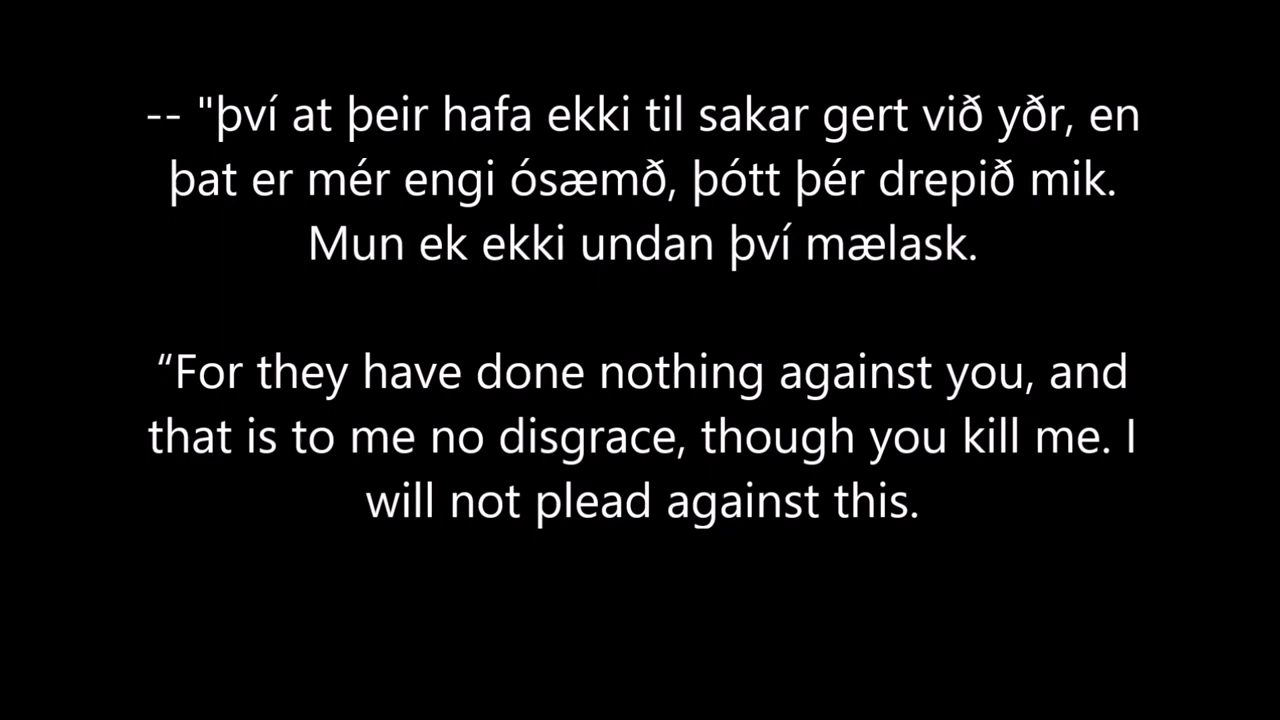 -- "því at þeir hafa ekki til sakar gert við yðr, en
þat er mér engi ósæmð, þótt þér drepið mik.
Mun ek ekki undan því mælask.
“For they have done nothing against you, and
that is to me no disgrace, though you kill me. I
will not plead against this.